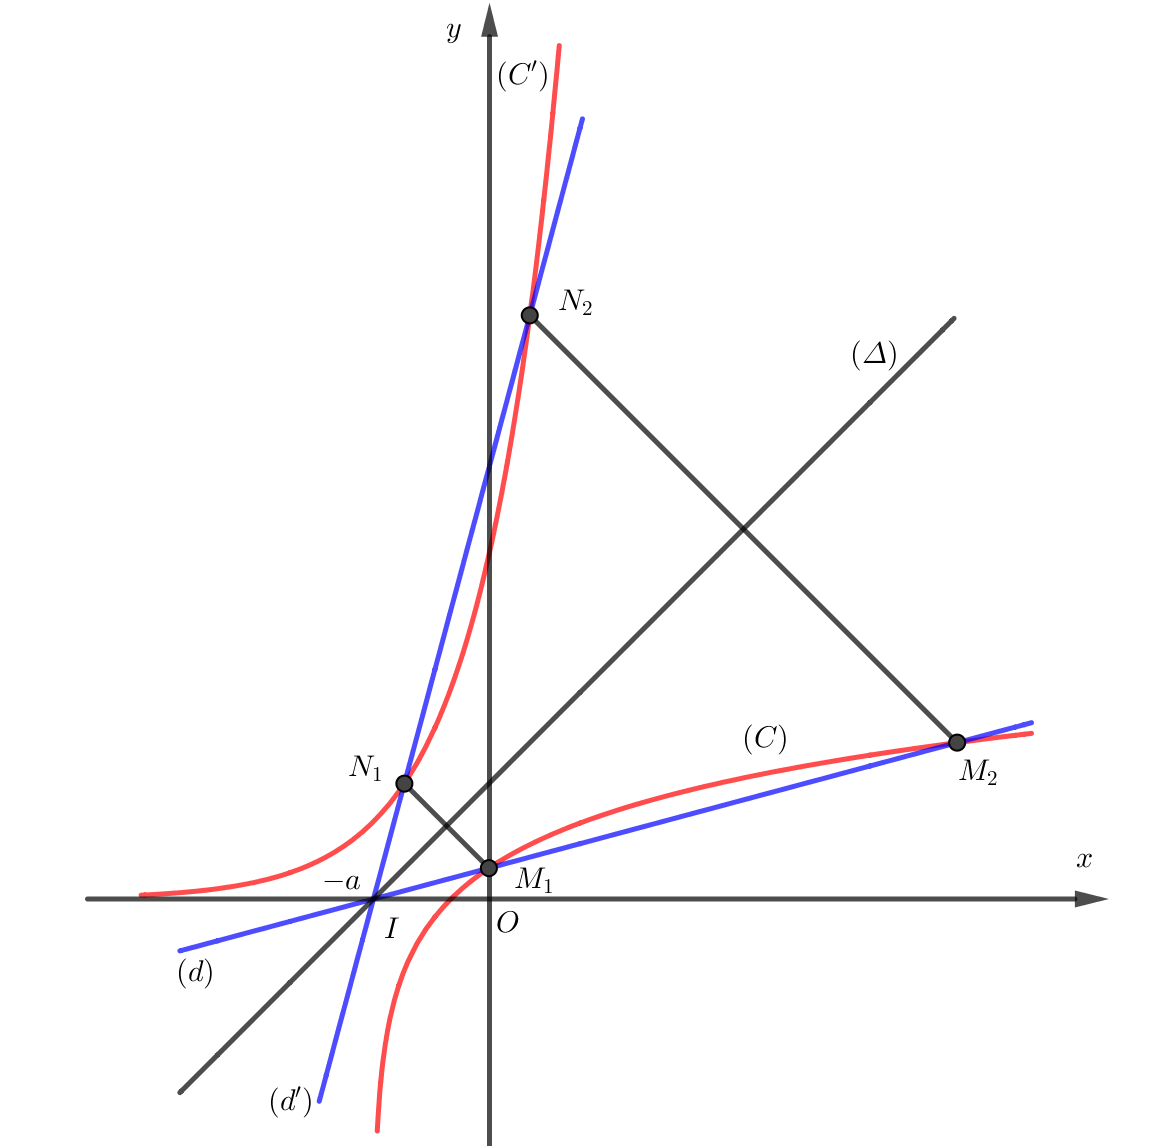 y
(C′)
N₂
(Δ)
(C)
N₁
M₂
x
−a
M₁
I
O
(d)
(d′)